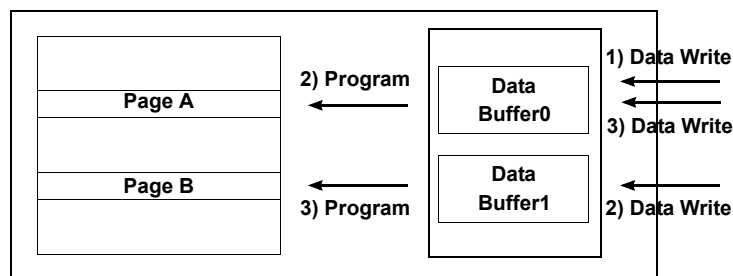 1) Data Write
2) Program
Data
Buffer0
Page A
3) Data Write
Data
Buffer1
Page B
3) Program
2) Data Write